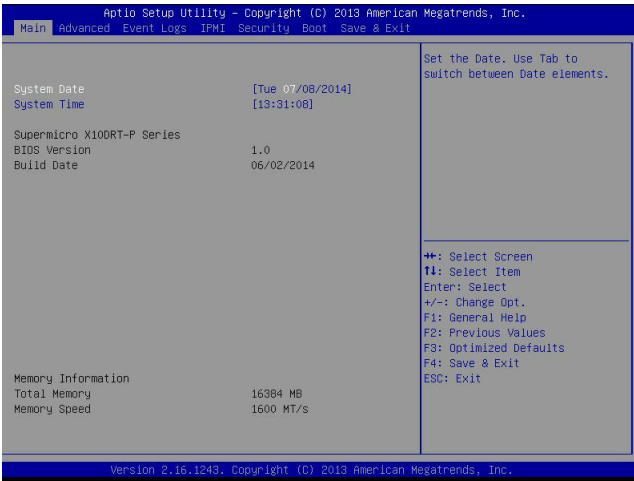 Aptio Setup Utility – Copyright (C) 2013 American Megatrends, Inc.
Main Advanced Event Logs IPMI Security Boot Save & Exit
Set the Date. Use Tab to
switch between Date elements.
System Date [Tue 07/08/2014]
System Time [13:31:08]
Supermicro X10DRT-P Series
BIOS Version 1.0
Build Date 06/02/2014
Memory Information
Total Memory 16384 MB
Memory Speed 1600 MT/s
→←: Select Screen
↑↓: Select Item
Enter: Select
+/-: Change Opt.
F1: General Help
F2: Previous Values
F3: Optimized Defaults
F4: Save & Exit
ESC: Exit
Version 2.16.1243. Copyright (C) 2013 American Megatrends, Inc.